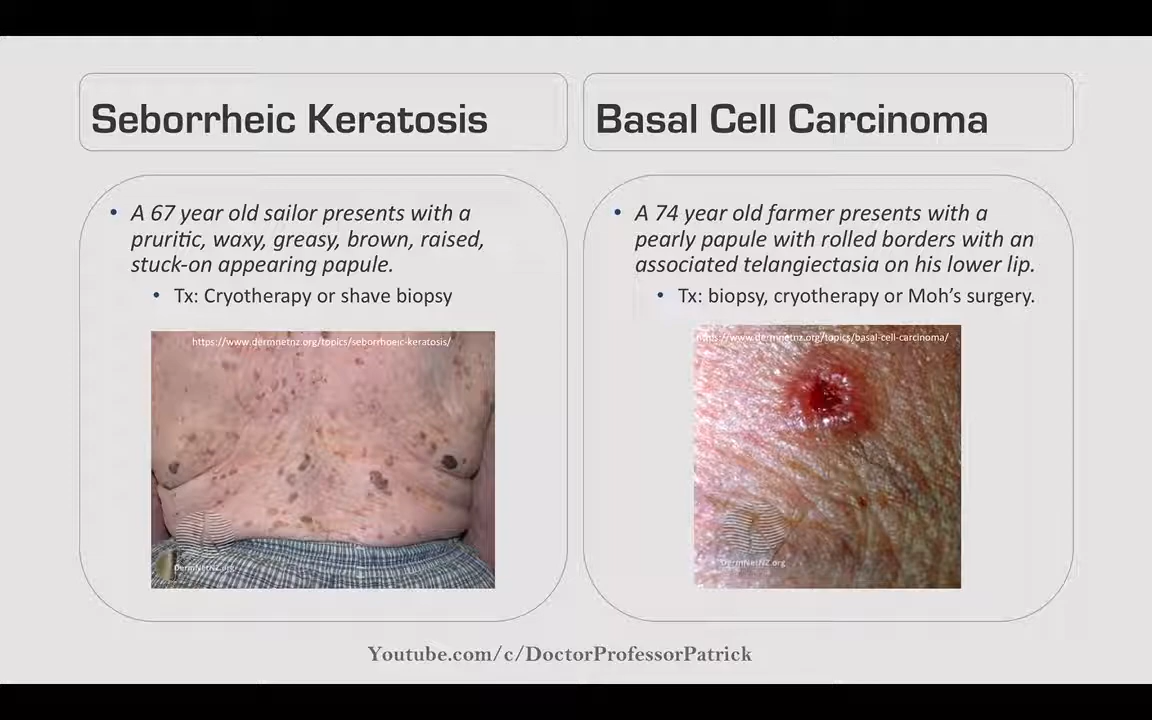 Seborrheic Keratosis
Basal Cell Carcinoma
• A 67 year old sailor presents with a
pruritic, waxy, greasy, brown, raised,
stuck-on appearing papule.
• Tx: Cryotherapy or shave biopsy
https://www.dermnetnz.org/topics/seborrhoeic-keratosis/
DermNetNZ.org
• A 74 year old farmer presents with a
pearly papule with rolled borders with an
associated telangiectasia on his lower lip.
• Tx: biopsy, cryotherapy or Moh’s surgery.
https://www.dermnetnz.org/topics/basal-cell-carcinoma/
DermNetNZ.org
Youtube.com/c/DoctorProfessorPatrick